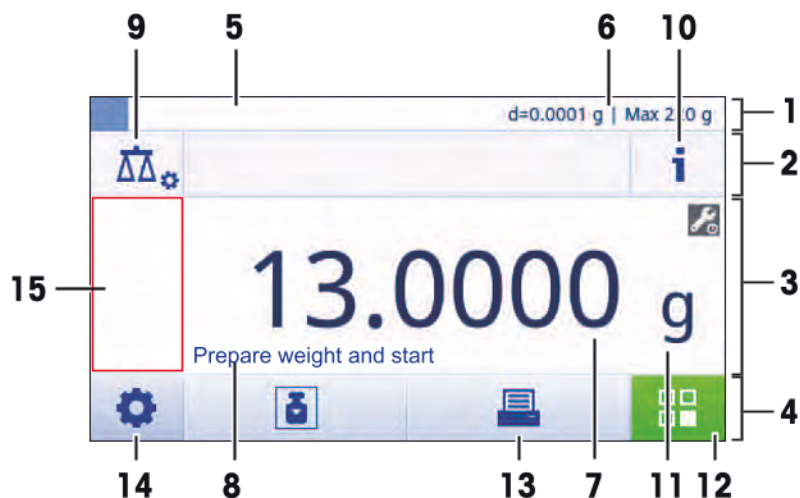 9 5 6 10
d=0.0001 g | Max g 1
i 2
15 13.0000 g 3
Prepare weight and start
4
14 8 13 7 11 12